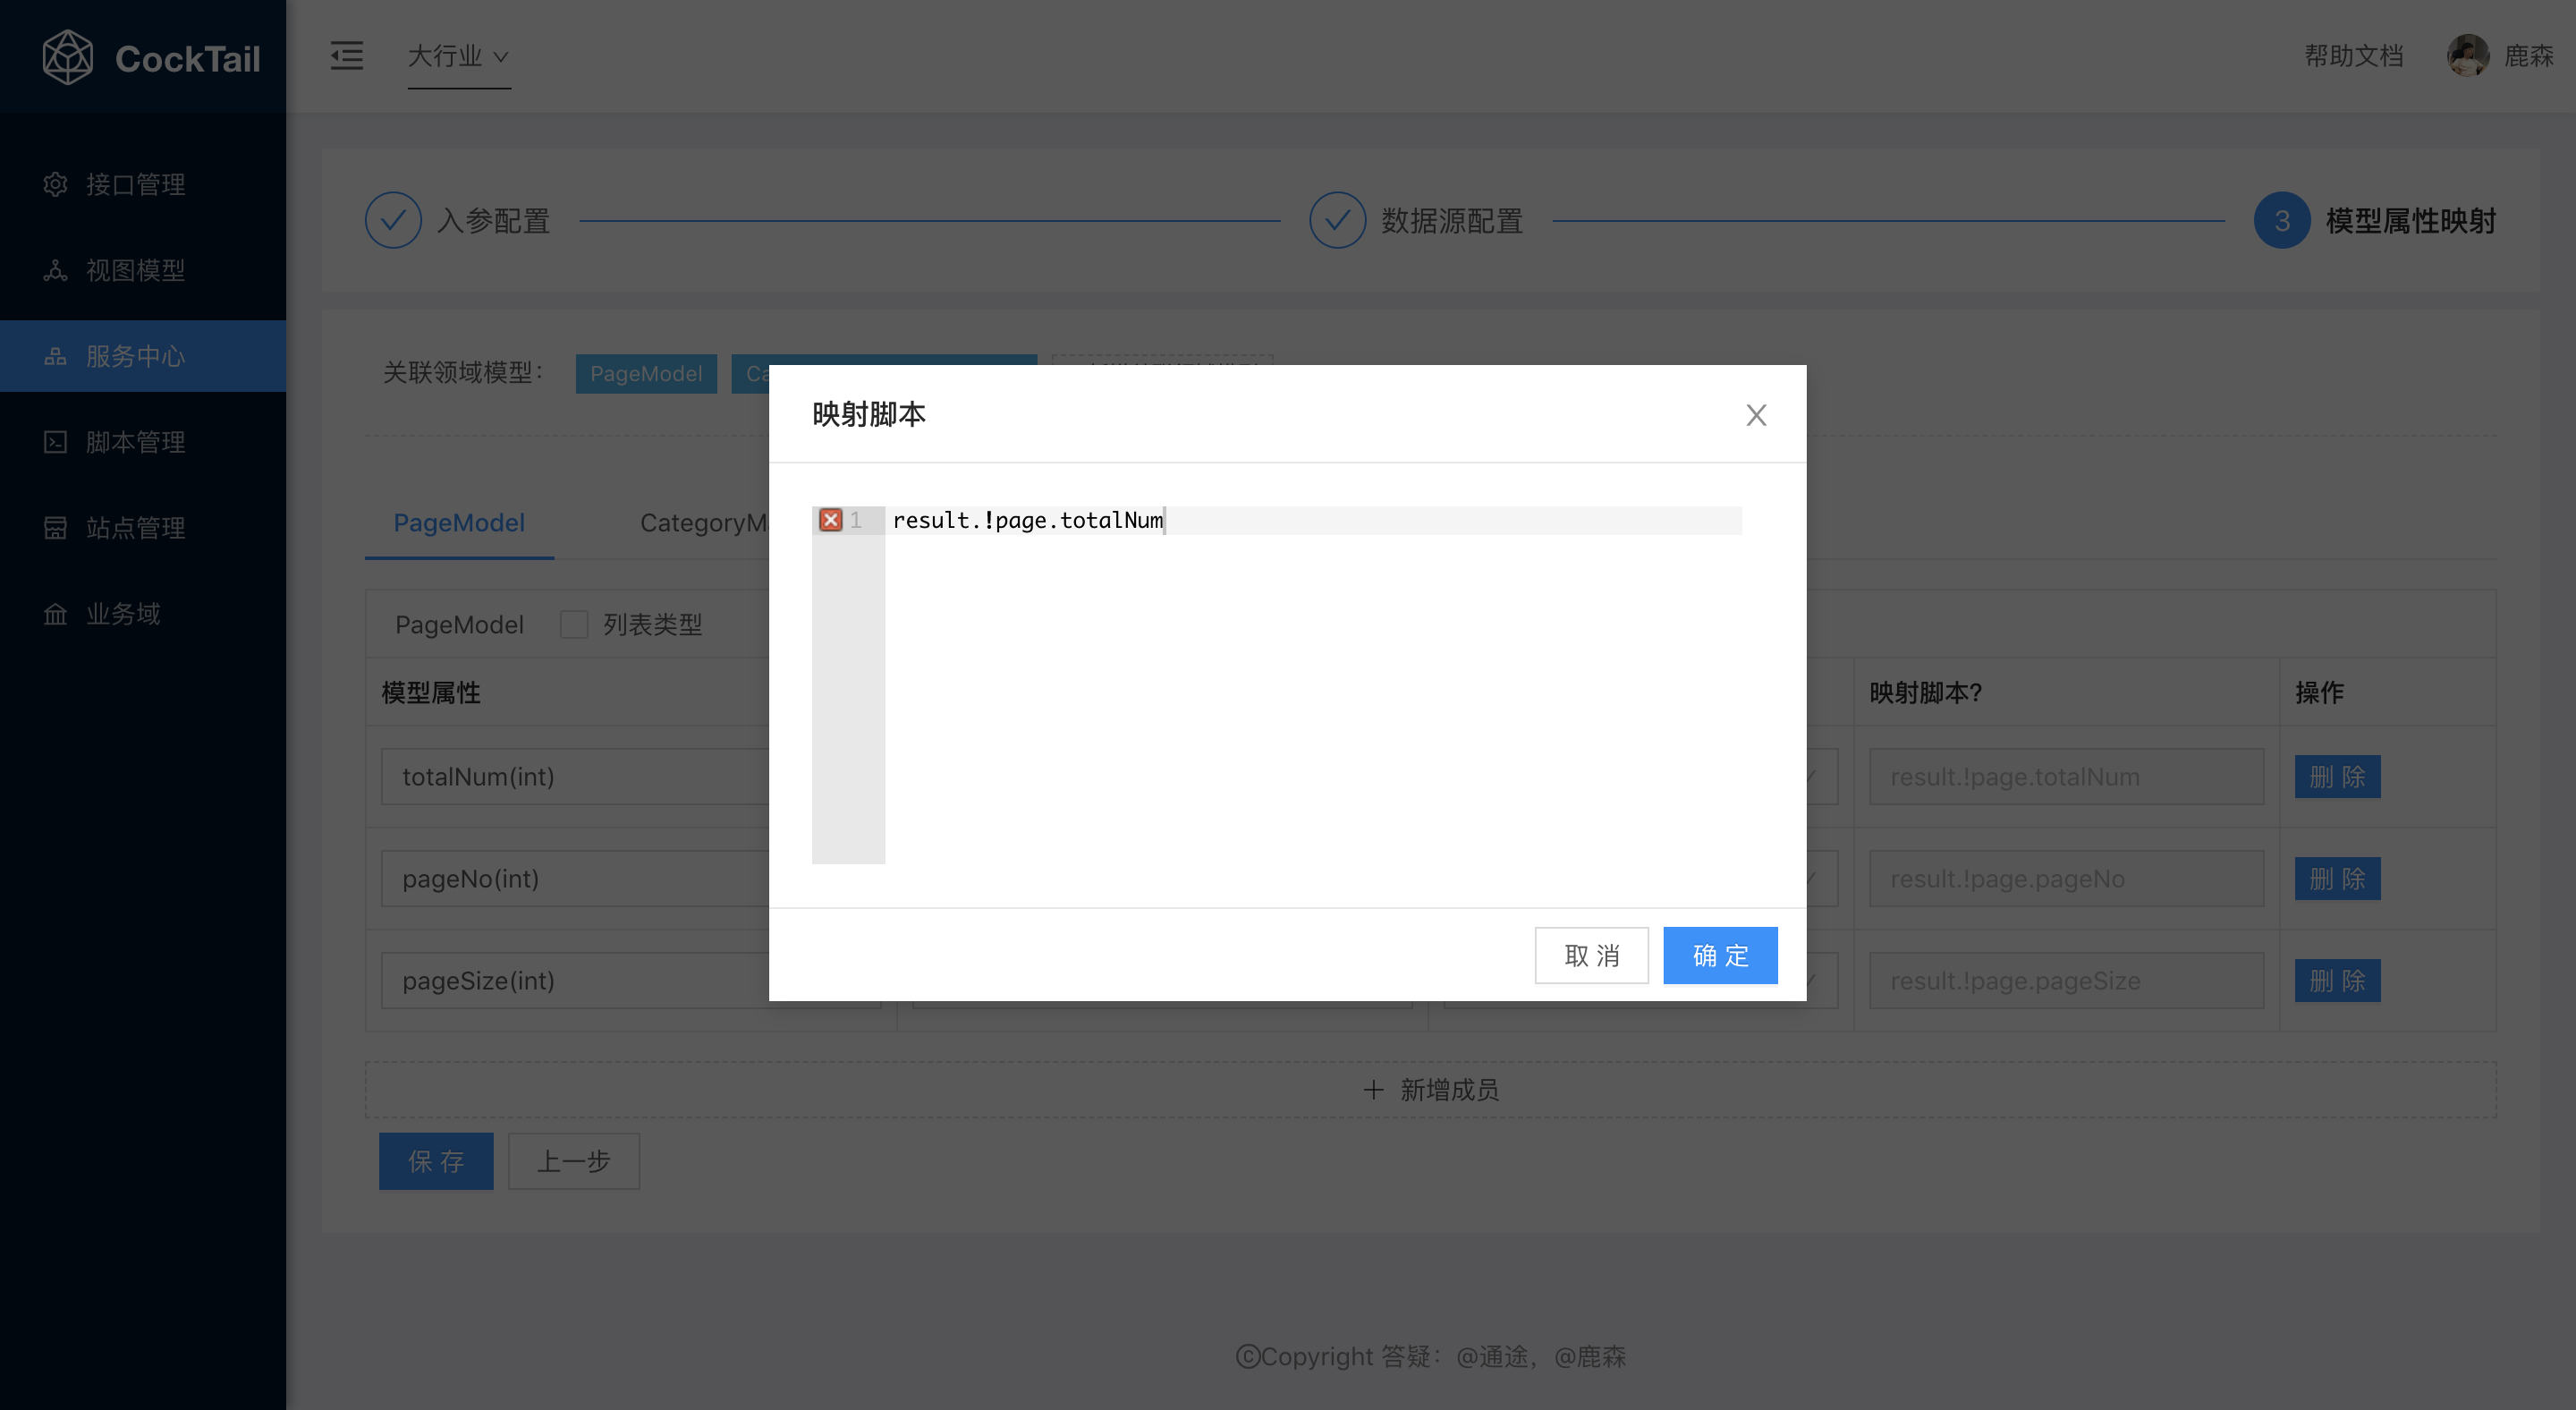 CockTail
大行业
帮助文档
鹿森
接口管理
视图模型
服务中心
脚本管理
站点管理
业务域
入参配置
数据源配置
3 模型属性映射
关联领域模型：
PageModel
映射脚本
1 result.!page.totalNum
取 消
确 定
PageModel
PageModel
列表类型
模型属性
映射脚本?
操作
totalNum(int)
result.!page.totalNum
删 除
pageNo(int)
result.!page.pageNo
删 除
pageSize(int)
result.!page.pageSize
删 除
新增成员
保 存
上一步
©Copyright 答疑：@通途，@鹿森